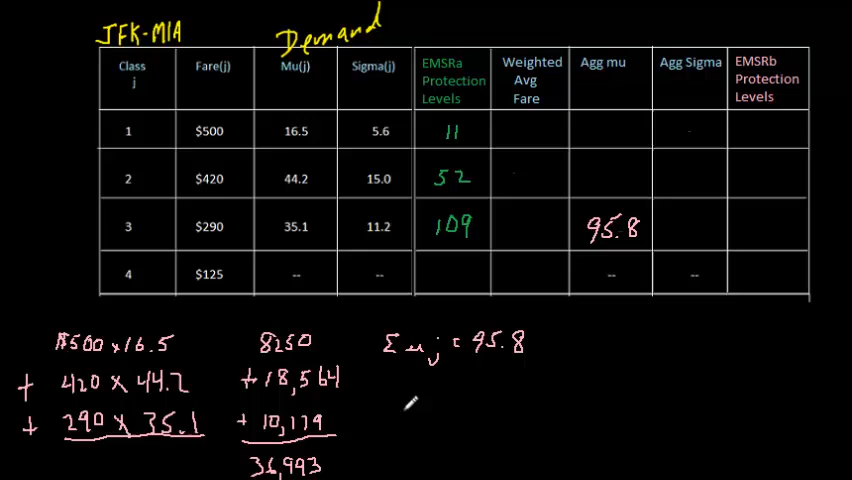 JFK-MIA
Demand
Class j Fare(j) Mu(j) Sigma(j) EMSRa Protection Levels Weighted Avg Fare Agg mu Agg Sigma EMSRb Protection Levels
1 $500 16.5 5.6 11
2 $420 44.2 15.0 52
3 $290 35.1 11.2 109 95.8
4 $125 -- -- -- --
$500 x 16.5 8250 Σ μj = 95.8
+ 420 x 44.2 + 18,564
+ 290 x 35.1 + 10,179
36,993